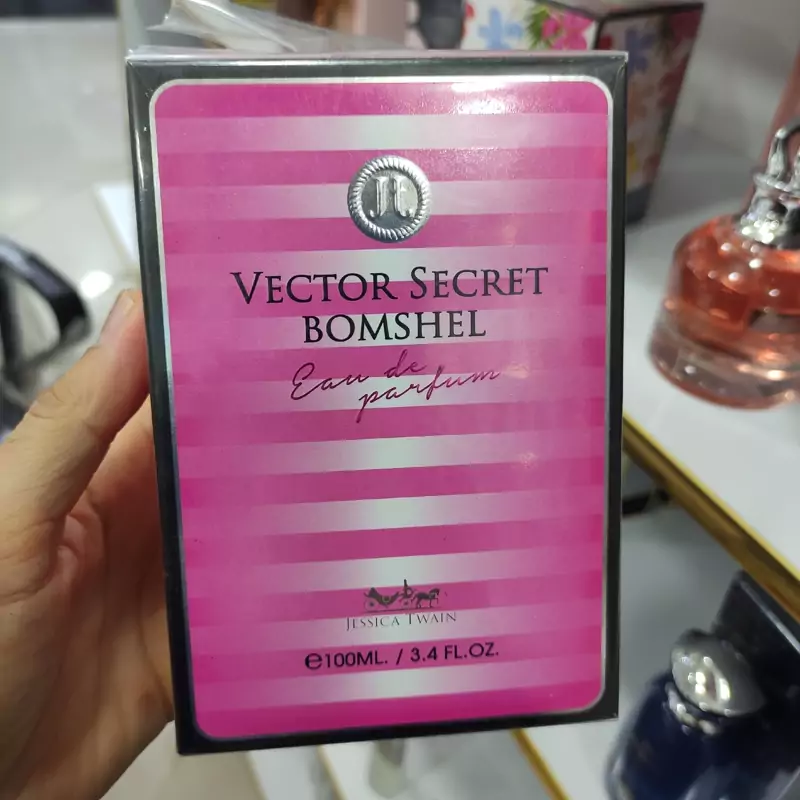 Jt
VECTOR SECRET
BOMSHEL
Eau de
parfum
JESSICA TWAIN
℮100ML. / 3.4 FL.OZ.